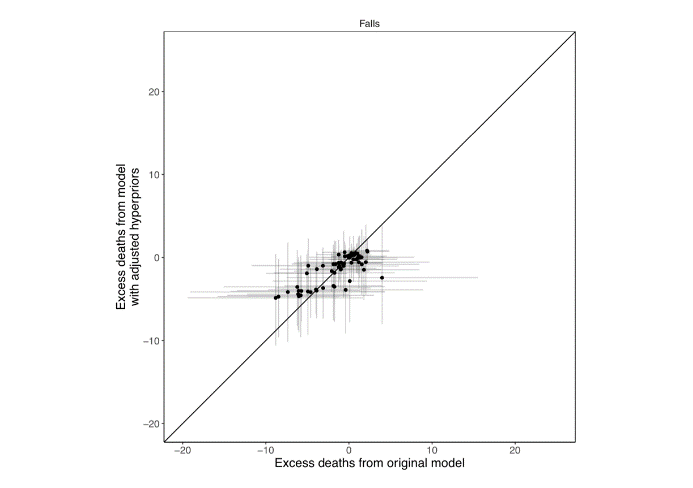 Falls
Excess deaths from model
with adjusted hyperpriors
20
10
0
−10
−20
−20 −10 0 10 20
Excess deaths from original model